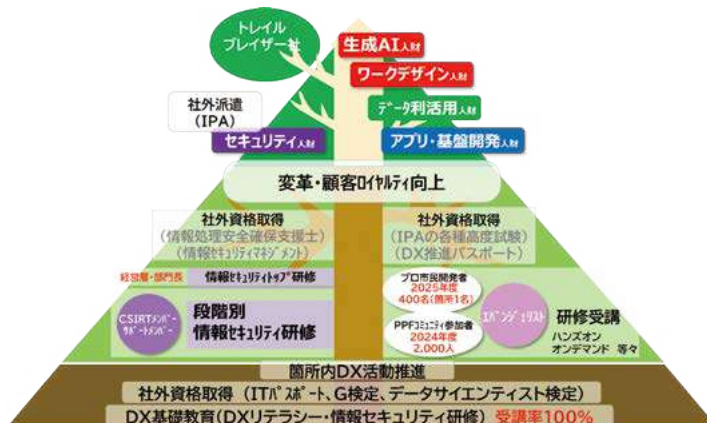 トレイル
ブレイザー社
生成AI人財
ワークデザイン人財
データ利活用人財
アプリ・基盤開発人財
社外派遣
(IPA)
セキュリティ人財
変革・顧客ロイヤルティ向上
社外資格取得
(情報処理安全確保支援士)
(情報セキュリティマネジメント)
社外資格取得
(IPAの各種高度試験)
(DX推進パスポート)
経営層・部門長
情報セキュリティトップ研修
CSIRTメンバー
サポートメンバー
段階別
情報セキュリティ研修
プロ市民開発者
2025年度
400名(箇所1名)
PPFコミュニティ参加者
2024年度
2,000人
エバンジェリスト
研修受講
ハンズオン
オンデマンド 等々
箇所内DX活動推進
社外資格取得(ITパスポート、G検定、データサイエンティスト検定)
DX基礎教育(DXリテラシー・情報セキュリティ研修) 受講率100%